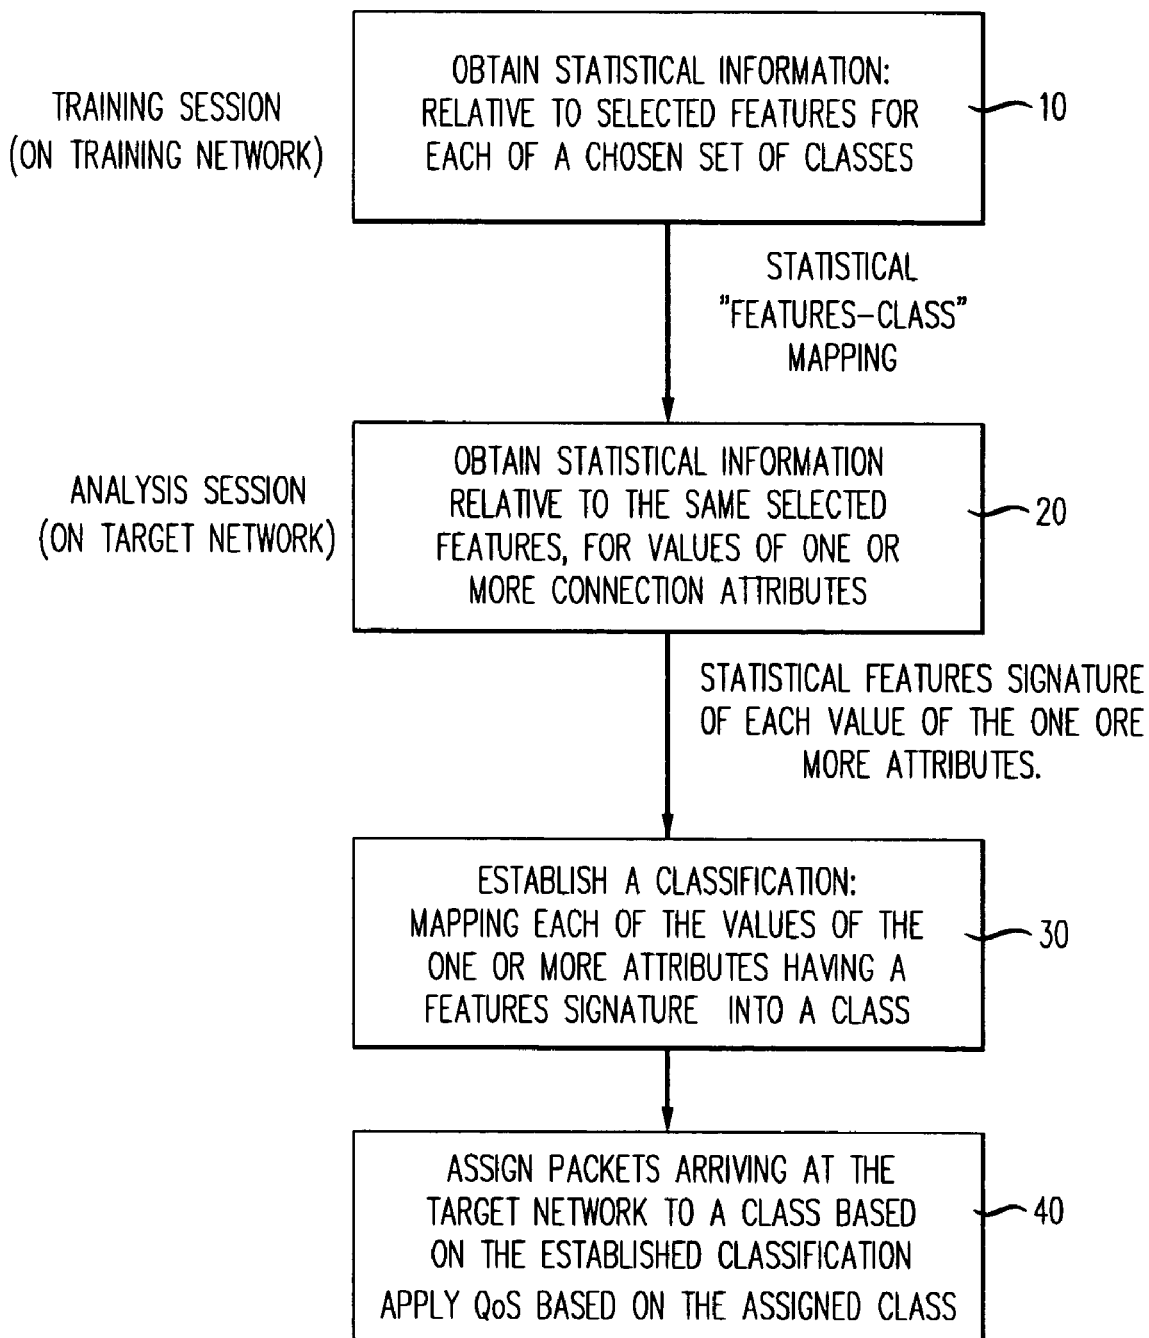 TRAINING SESSION
(ON TRAINING NETWORK)
OBTAIN STATISTICAL INFORMATION:
RELATIVE TO SELECTED FEATURES FOR
EACH OF A CHOSEN SET OF CLASSES
10
STATISTICAL
"FEATURES-CLASS"
MAPPING
ANALYSIS SESSION
(ON TARGET NETWORK)
OBTAIN STATISTICAL INFORMATION
RELATIVE TO THE SAME SELECTED
FEATURES, FOR VALUES OF ONE OR
MORE CONNECTION ATTRIBUTES
20
STATISTICAL FEATURES SIGNATURE
OF EACH VALUE OF THE ONE ORE
MORE ATTRIBUTES.
ESTABLISH A CLASSIFICATION:
MAPPING EACH OF THE VALUES OF THE
ONE OR MORE ATTRIBUTES HAVING A
FEATURES SIGNATURE INTO A CLASS
30
ASSIGN PACKETS ARRIVING AT THE
TARGET NETWORK TO A CLASS BASED
ON THE ESTABLISHED CLASSIFICATION
APPLY QoS BASED ON THE ASSIGNED CLASS
40